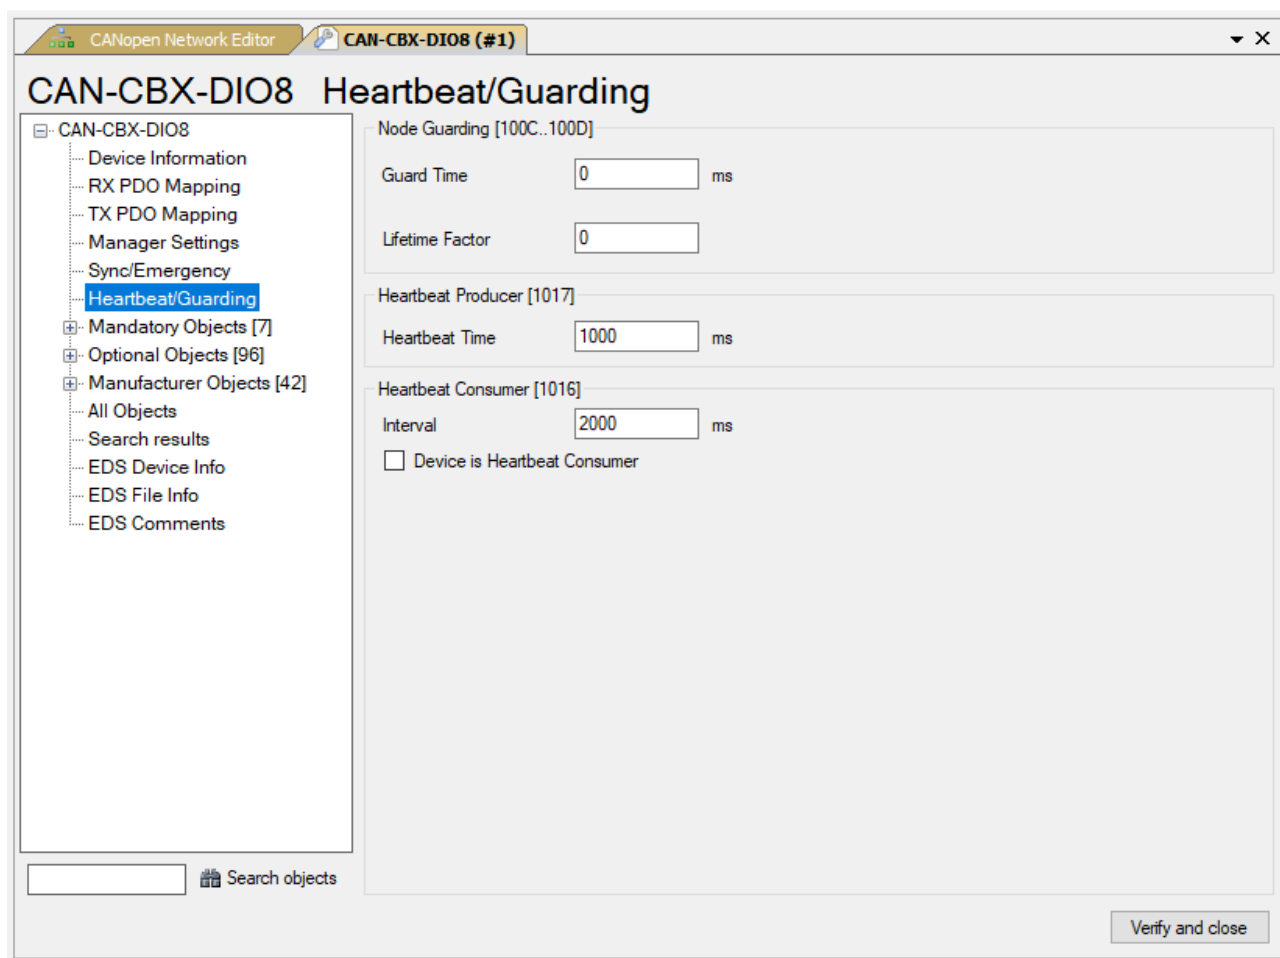 CANopen Network Editor
CAN-CBX-DIO8 (#1)
CAN-CBX-DIO8 Heartbeat/Guarding
CAN-CBX-DIO8
Device Information
RX PDO Mapping
TX PDO Mapping
Manager Settings
Sync/Emergency
Heartbeat/Guarding
Mandatory Objects [7]
Optional Objects [96]
Manufacturer Objects [42]
All Objects
Search results
EDS Device Info
EDS File Info
EDS Comments
Search objects
Node Guarding [100C..100D]
Guard Time 0 ms
Lifetime Factor 0
Heartbeat Producer [1017]
Heartbeat Time 1000 ms
Heartbeat Consumer [1016]
Interval 2000 ms
Device is Heartbeat Consumer
Verify and close